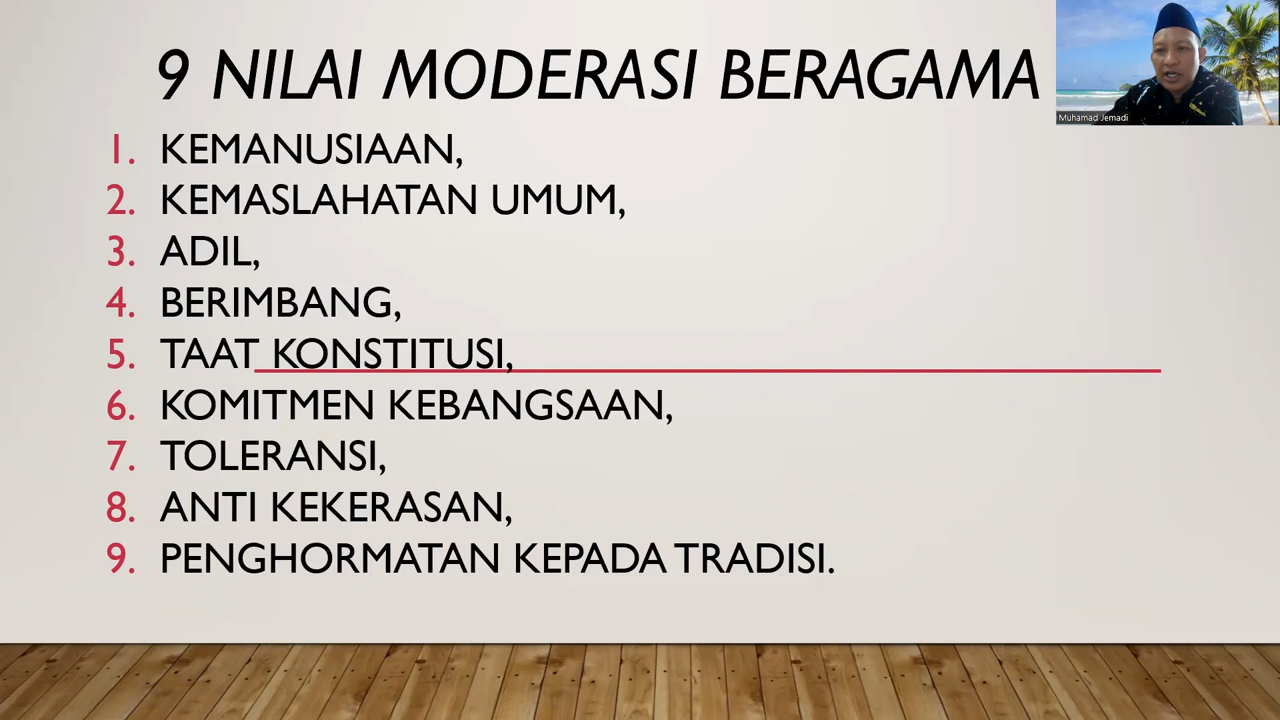 9 NILAI MODERASI BERAGAMA
Muhamad Jemadi
1. KEMANUSIAAN,
2. KEMASLAHATAN UMUM,
3. ADIL,
4. BERIMBANG,
5. TAAT KONSTITUSI,
6. KOMITMEN KEBANGSAAN,
7. TOLERANSI,
8. ANTI KEKERASAN,
9. PENGHORMATAN KEPADA TRADISI.